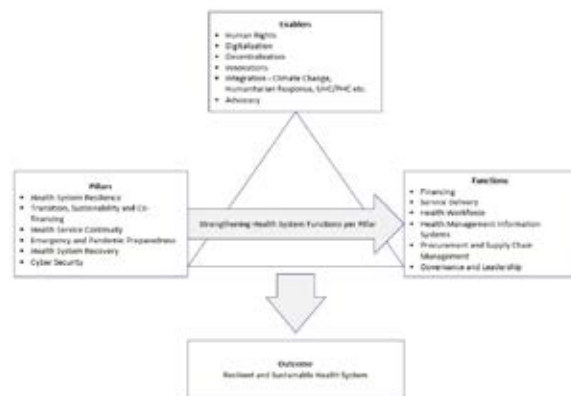 Enablers
• Human Rights
• Digitalization
• Decentralization
• Innovations
• Integration - Climate Change,
Humanitarian Response, UHC/PHC etc.
• Advocacy
Pillars
• Health System Resilience
• Transition, Sustainability and Co-
financing
• Health Service Continuity
• Emergency and Pandemic Preparedness
• Health System Recovery
• Cyber Security
Strengthening Health System Functions per Pillar
Functions
• Financing
• Service Delivery
• Health Workforce
• Health Management Information
Systems
• Procurement and Supply Chain
Management
• Governance and Leadership
Outcome
Resilient and Sustainable Health System